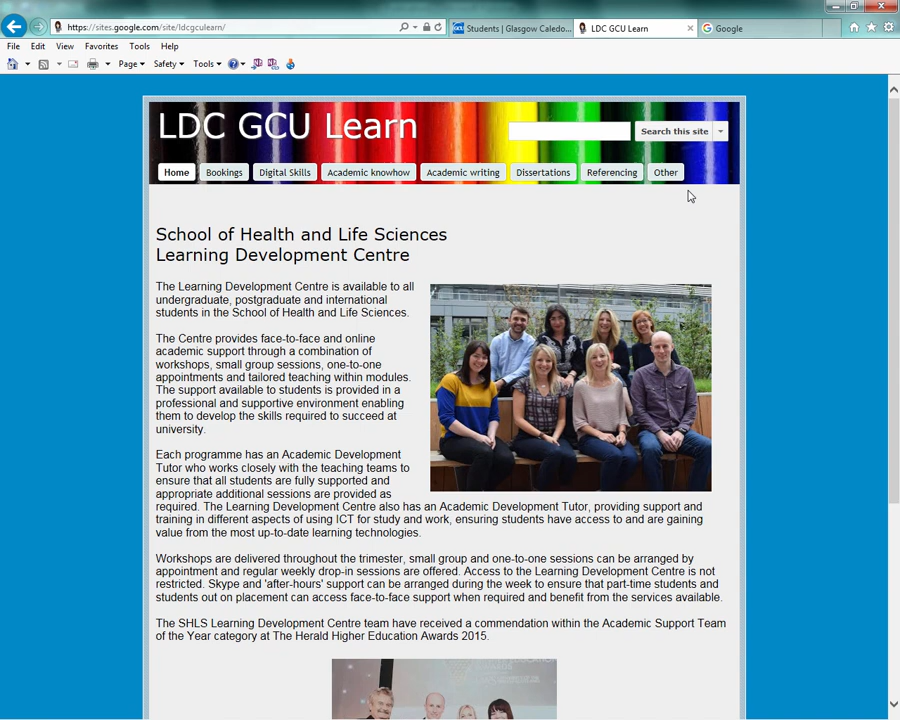 https://sites.google.com/site/ldcgculearn/
Students | Glasgow Caledo...
LDC GCU Learn
Google
File Edit View Favorites Tools Help
Page Safety Tools
LDC GCU Learn
Search this site
Home Bookings Digital Skills Academic knowhow Academic writing Dissertations Referencing Other
School of Health and Life Sciences
Learning Development Centre
The Learning Development Centre is available to all
undergraduate, postgraduate and international
students in the School of Health and Life Sciences.
The Centre provides face-to-face and online
academic support through a combination of
workshops, small group sessions, one-to-one
appointments and tailored teaching within modules.
The support available to students is provided in a
professional and supportive environment enabling
them to develop the skills required to succeed at
university.
Each programme has an Academic Development
Tutor who works closely with the teaching teams to
ensure that all students are fully supported and
appropriate additional sessions are provided as
required. The Learning Development Centre also has an Academic Development Tutor, providing support and
training in different aspects of using ICT for study and work, ensuring students have access to and are gaining
value from the most up-to-date learning technologies.
Workshops are delivered throughout the trimester, small group and one-to-one sessions can be arranged by
appointment and regular weekly drop-in sessions are offered. Access to the Learning Development Centre is not
restricted. Skype and 'after-hours' support can be arranged during the week to ensure that part-time students and
students out on placement can access face-to-face support when required and benefit from the services available.
The SHLS Learning Development Centre team have received a commendation within the Academic Support Team
of the Year category at The Herald Higher Education Awards 2015.